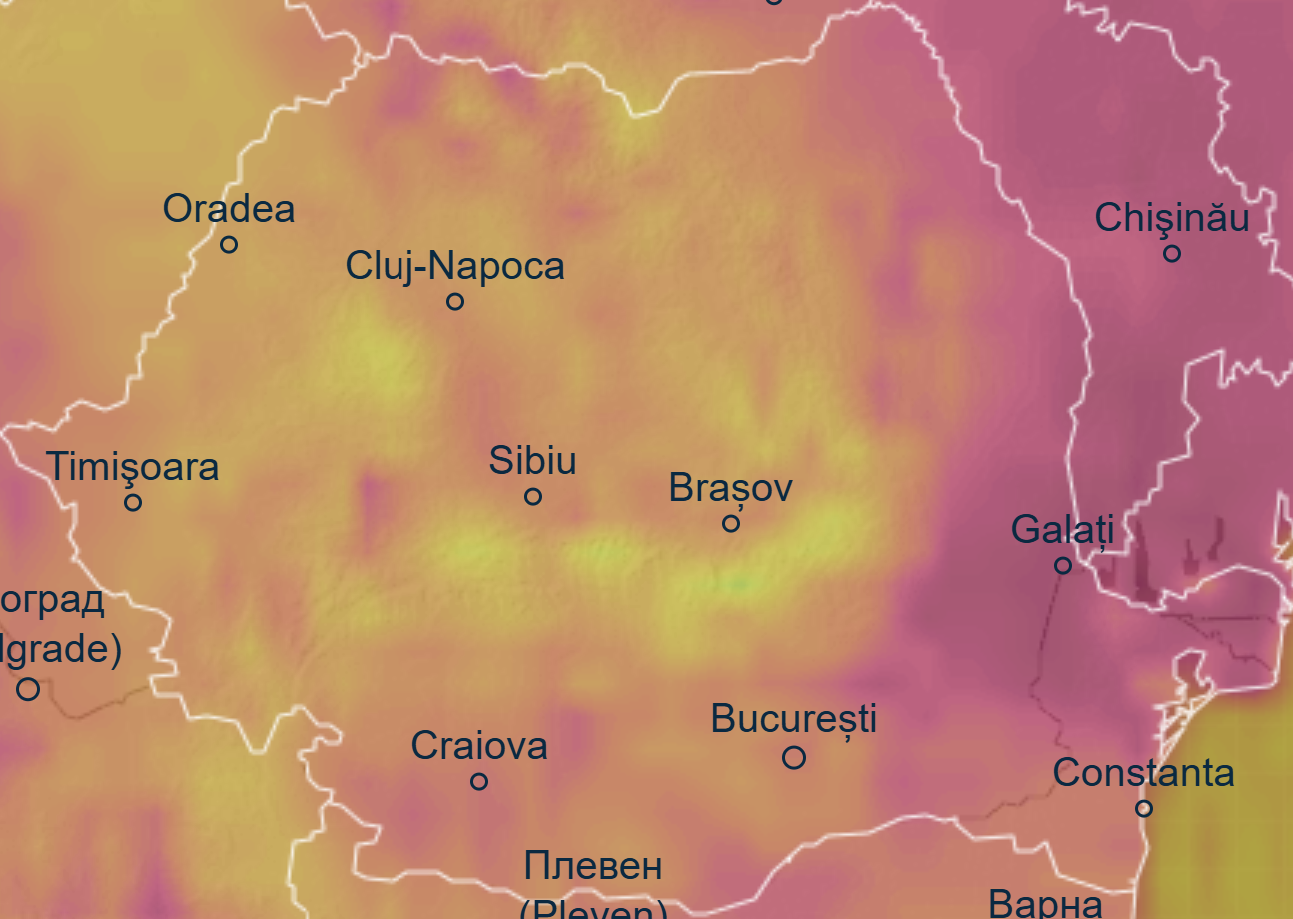 Oradea
Chişinău
Cluj-Napoca
Timişoara
Sibiu
Brașov
Galați
оград
lgrade)
București
Craiova
Constanta
Плевен
(Pleven)
Варна